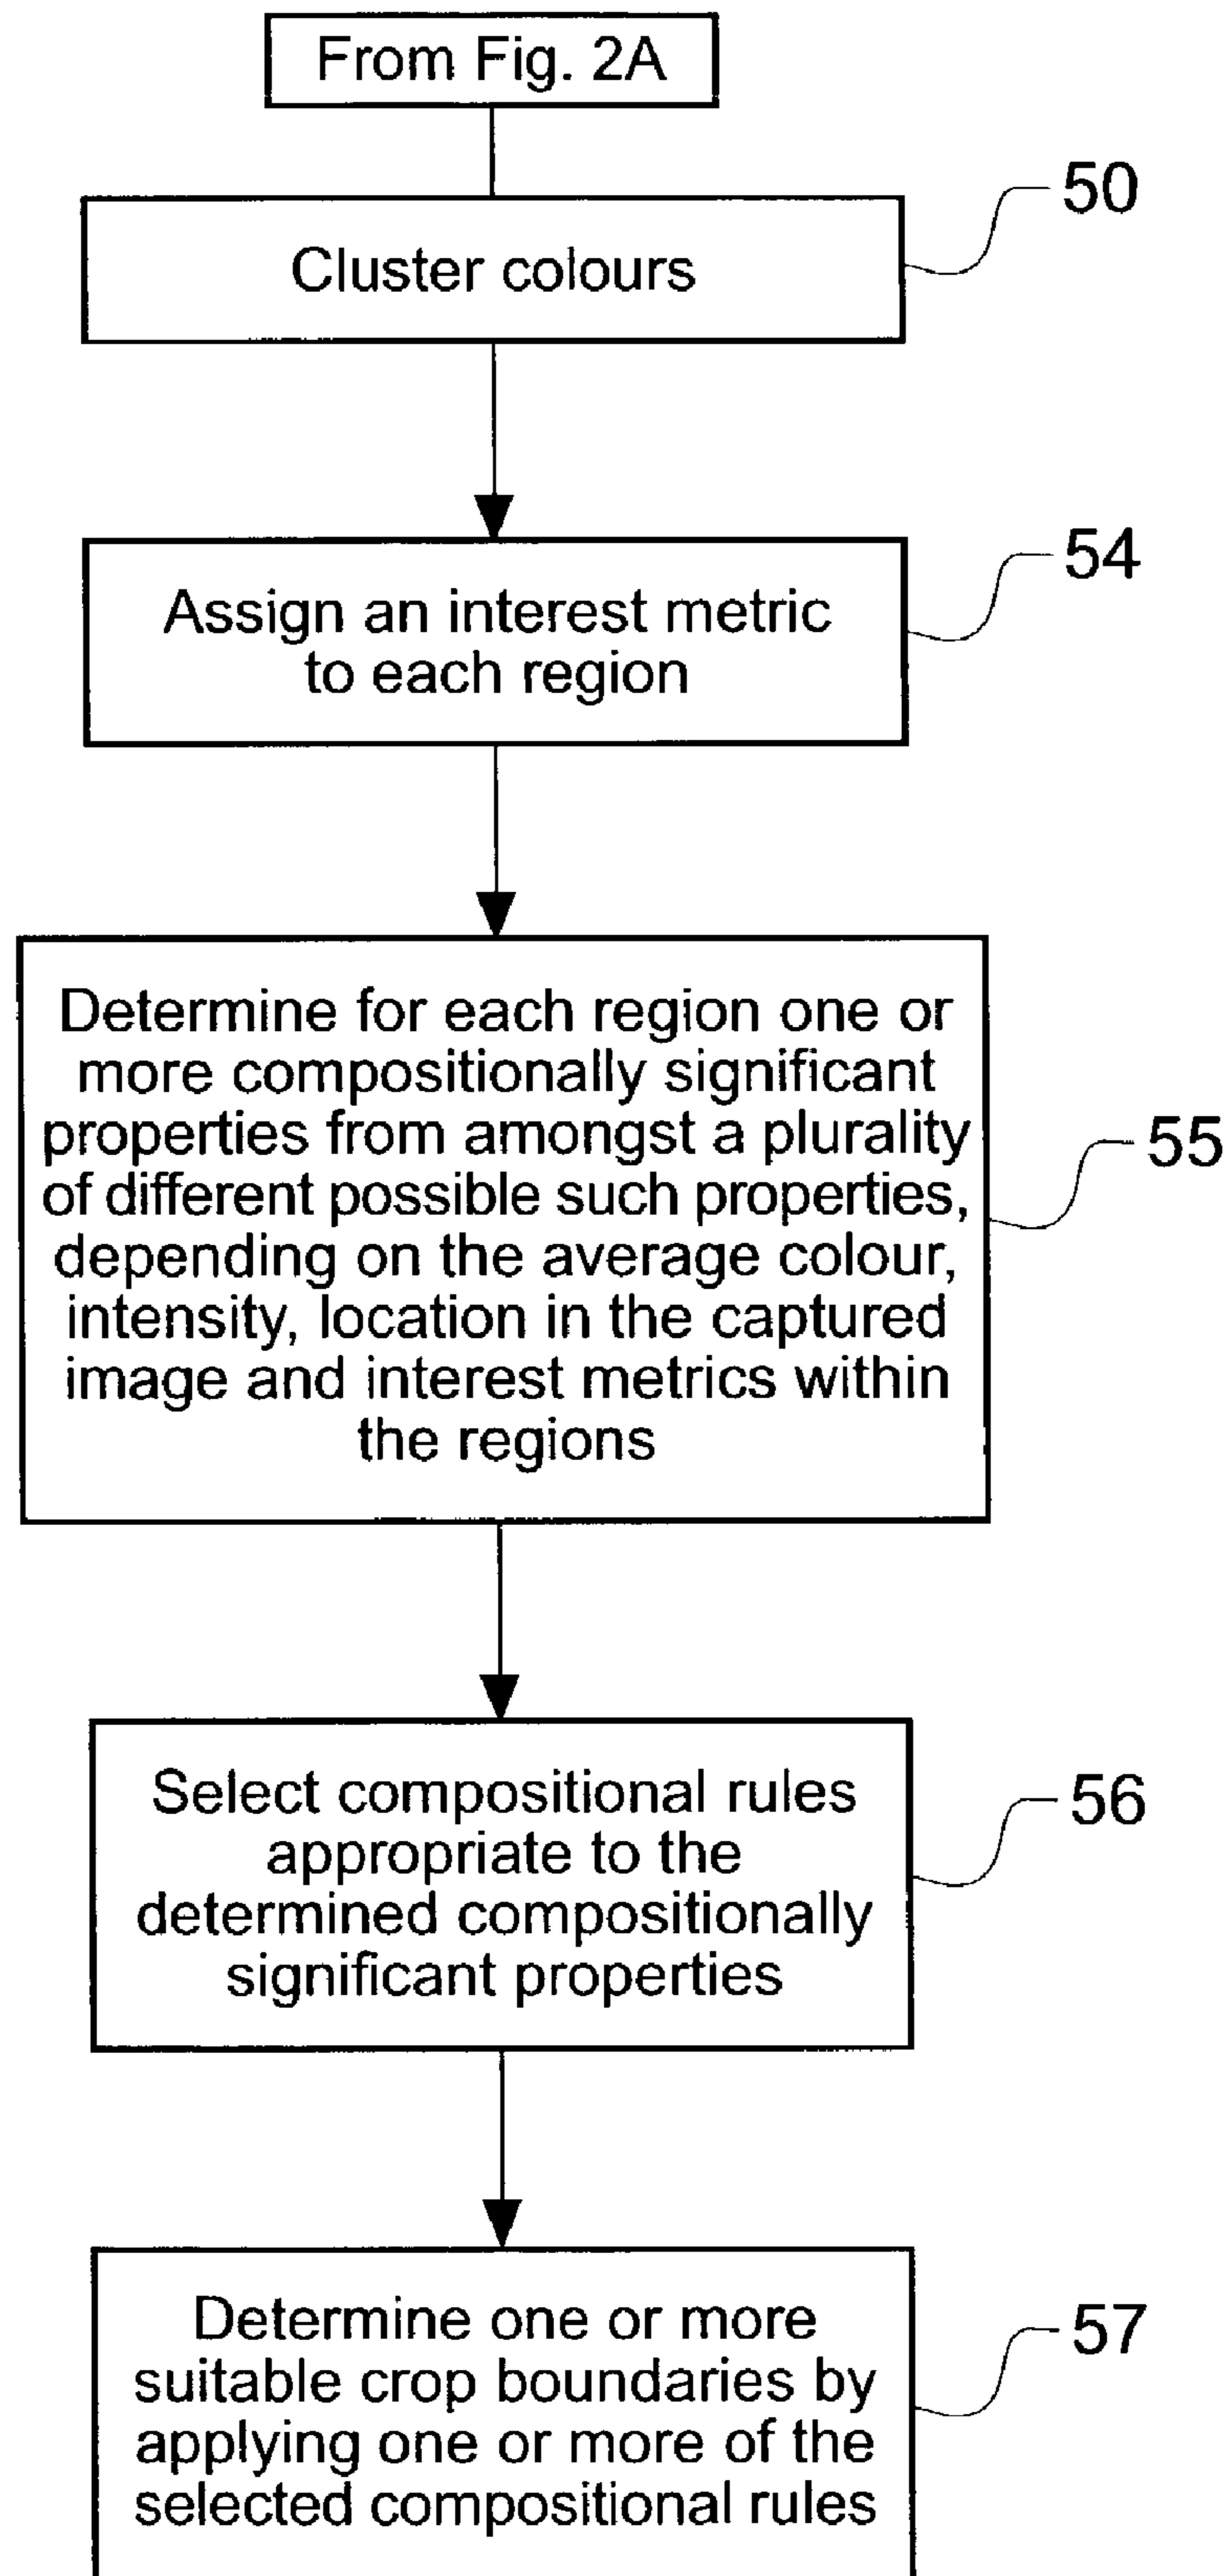 From Fig. 2A
50
Cluster colours
54
Assign an interest metric
to each region
Determine for each region one or
more compositionally significant
properties from amongst a plurality
of different possible such properties,
depending on the average colour,
intensity, location in the captured
image and interest metrics within
the regions
55
Select compositional rules
appropriate to the
determined compositionally
significant properties
56
Determine one or more
suitable crop boundaries by
applying one or more of the
selected compositional rules
57